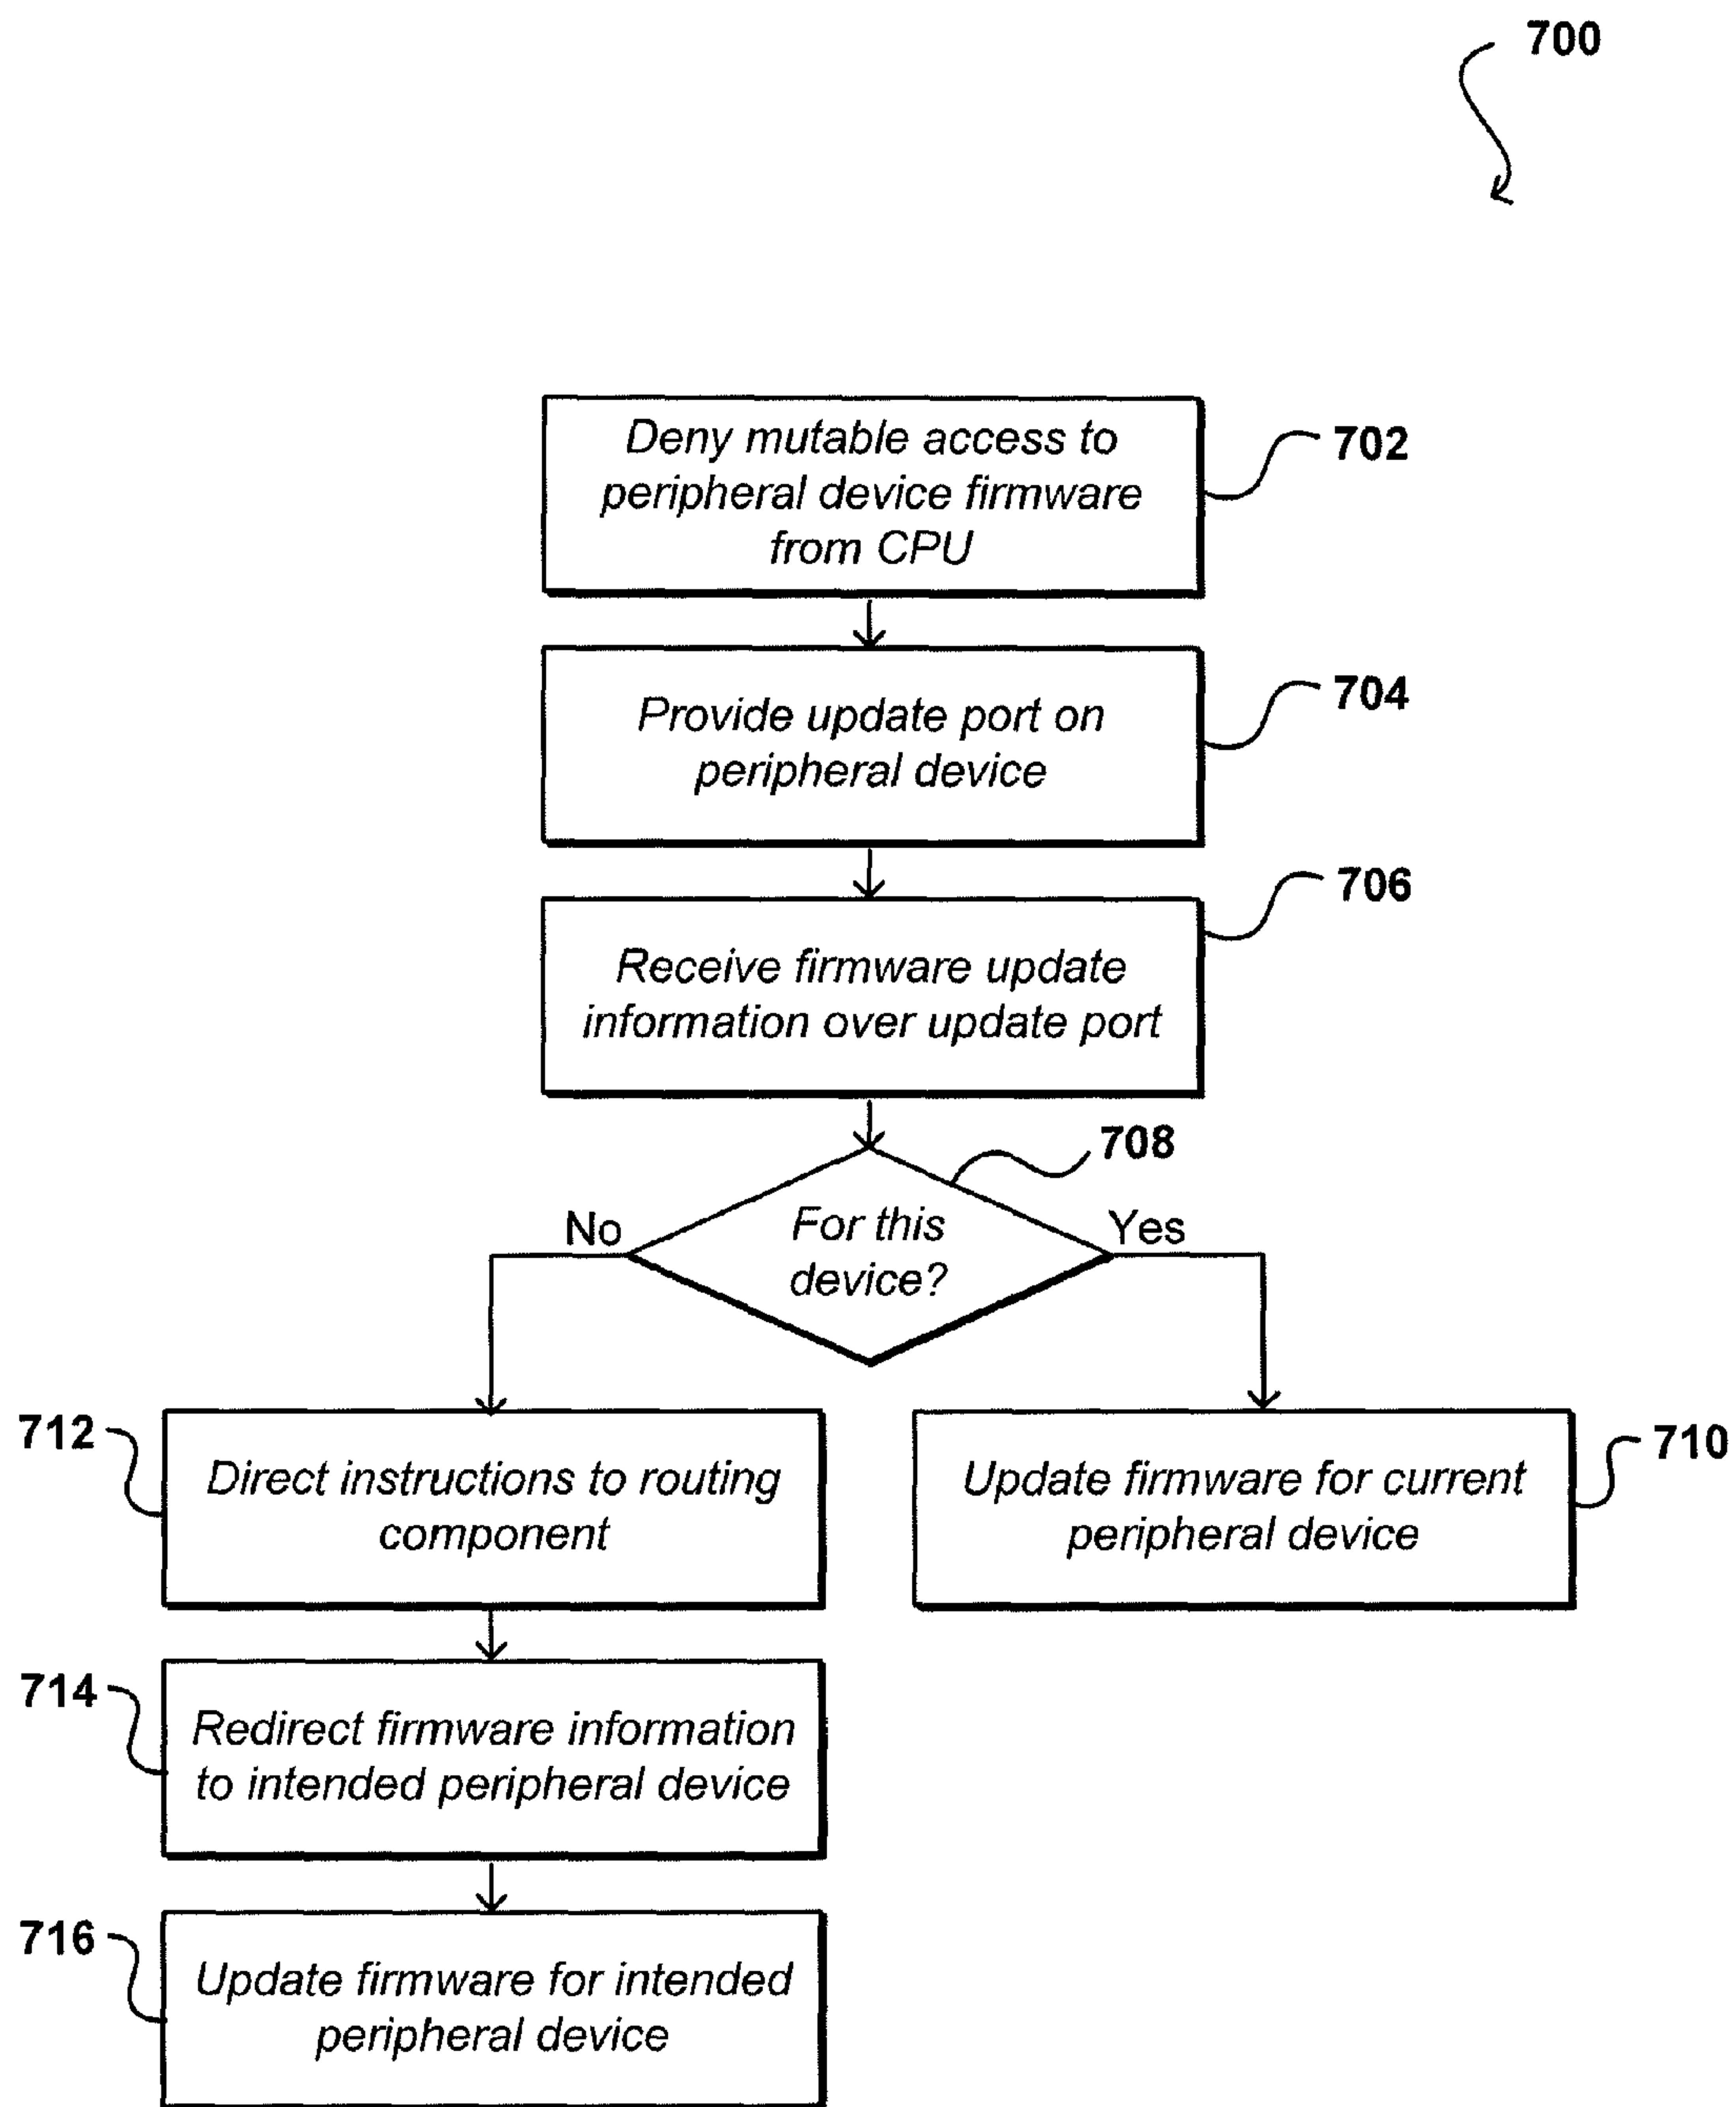 700
Deny mutable access to
peripheral device firmware
from CPU
702
Provide update port on
peripheral device
704
Receive firmware update
information over update port
706
For this
device?
708
No
Yes
Direct instructions to routing
component
712
Update firmware for current
peripheral device
710
Redirect firmware information
to intended peripheral device
714
Update firmware for intended
peripheral device
716